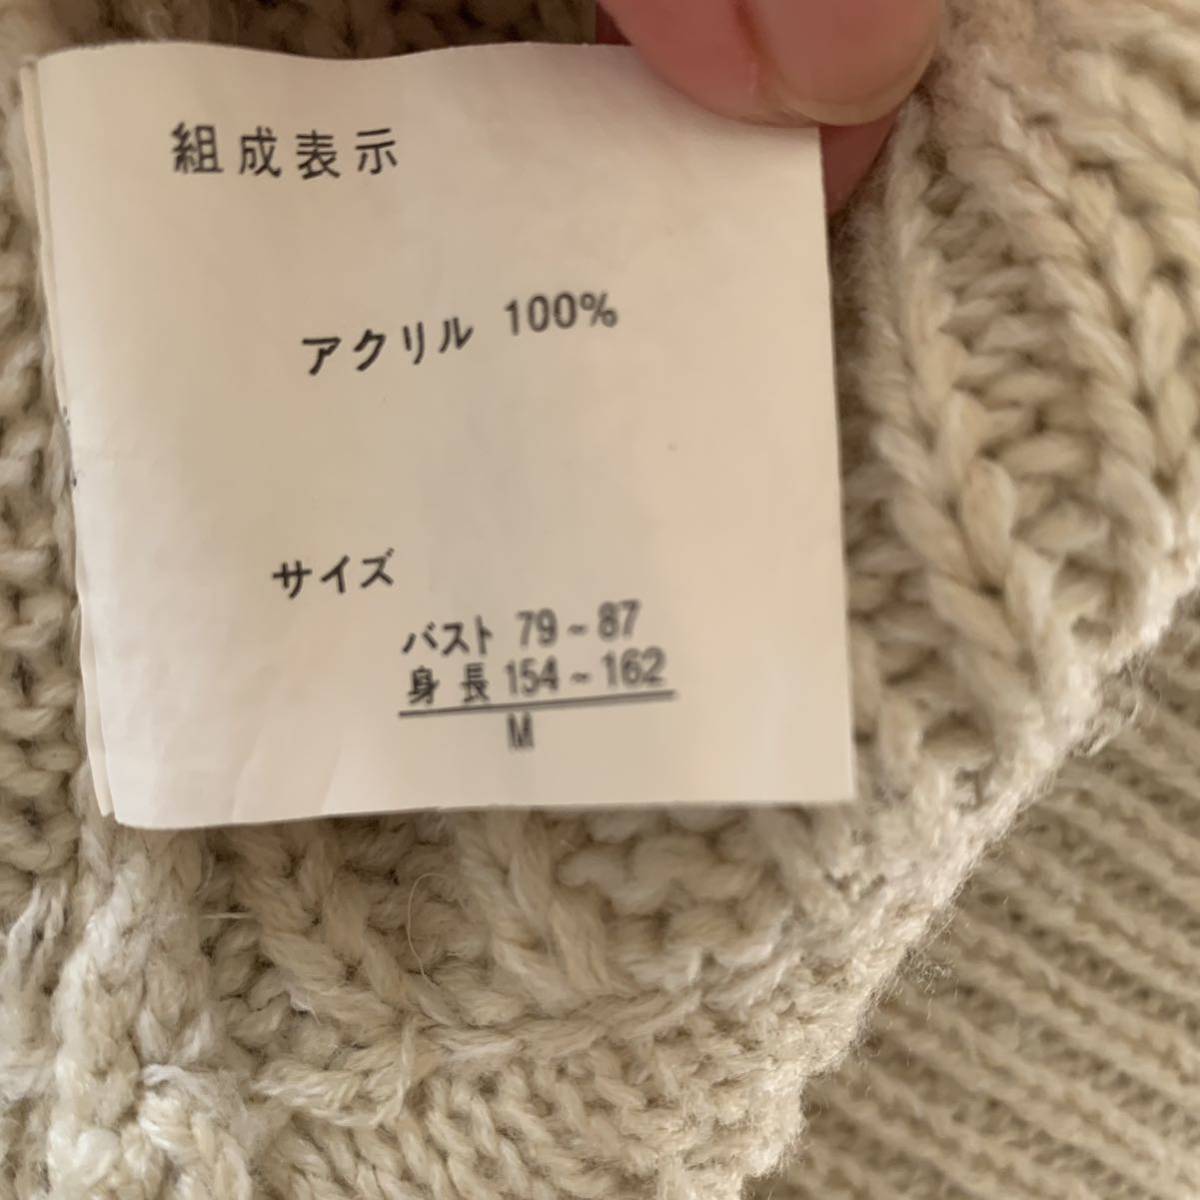 組成表示
アクリル 100%
サイズ
バスト 79~87
身長 154~162
M